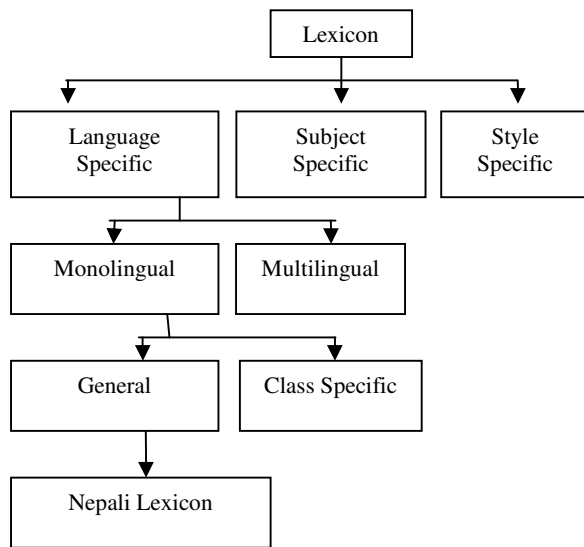 Lexicon
Language
Specific
Subject
Specific
Style
Specific
Monolingual
Multilingual
General
Class Specific
Nepali Lexicon